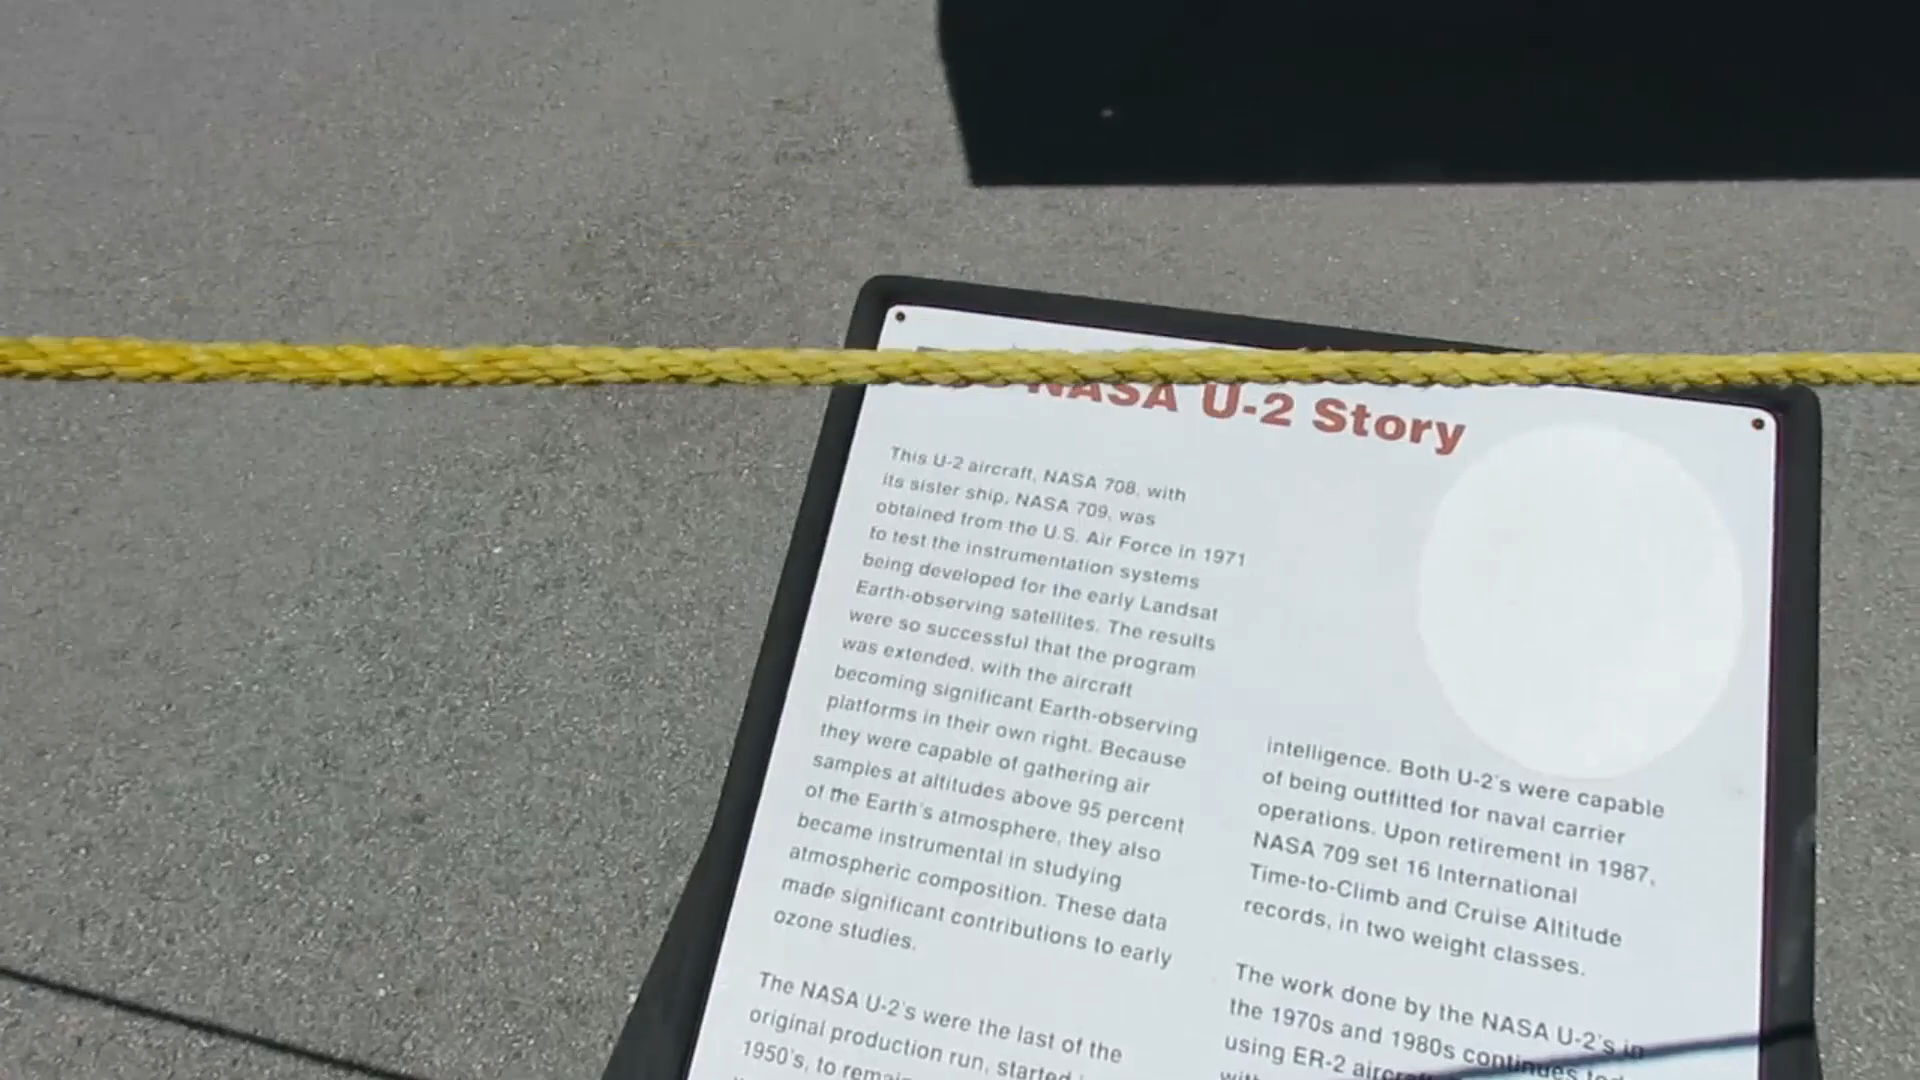 NASA U-2 Story
This U-2 aircraft, NASA 708, with
its sister ship, NASA 709, was
obtained from the U.S. Air Force in 1971
to test the instrumentation systems
being developed for the early Landsat
Earth-observing satellites. The results
were so successful that the program
was extended, with the aircraft
becoming significant Earth-observing
platforms in their own right. Because
they were capable of gathering air
samples at altitudes above 95 percent
of the Earth's atmosphere, they also
became instrumental in studying
atmospheric composition. These data
made significant contributions to early
ozone studies.
The NASA U-2's were the last of the
original production run, started
1950's, to
intelligence. Both U-2's were capable
of being outfitted for naval carrier
operations. Upon retirement in 1987,
NASA 709 set 16 International
Time-to-Climb and Cruise Altitude
records, in two weight classes.
The work done by the NASA U-2's in
the 1970s and 1980s continues
using ER-2